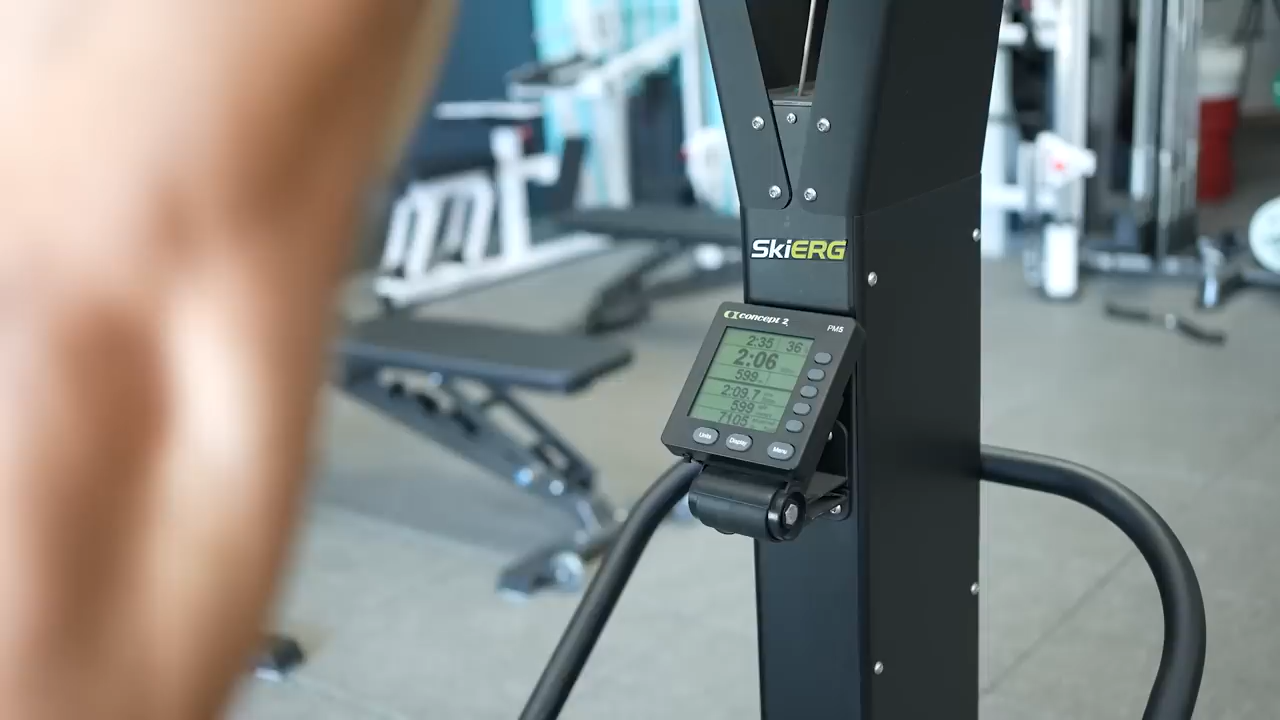 SkiERG
concept 2
PM5
2:35 36
2:06
599
2:09.7
599
7105
Units Display Menu